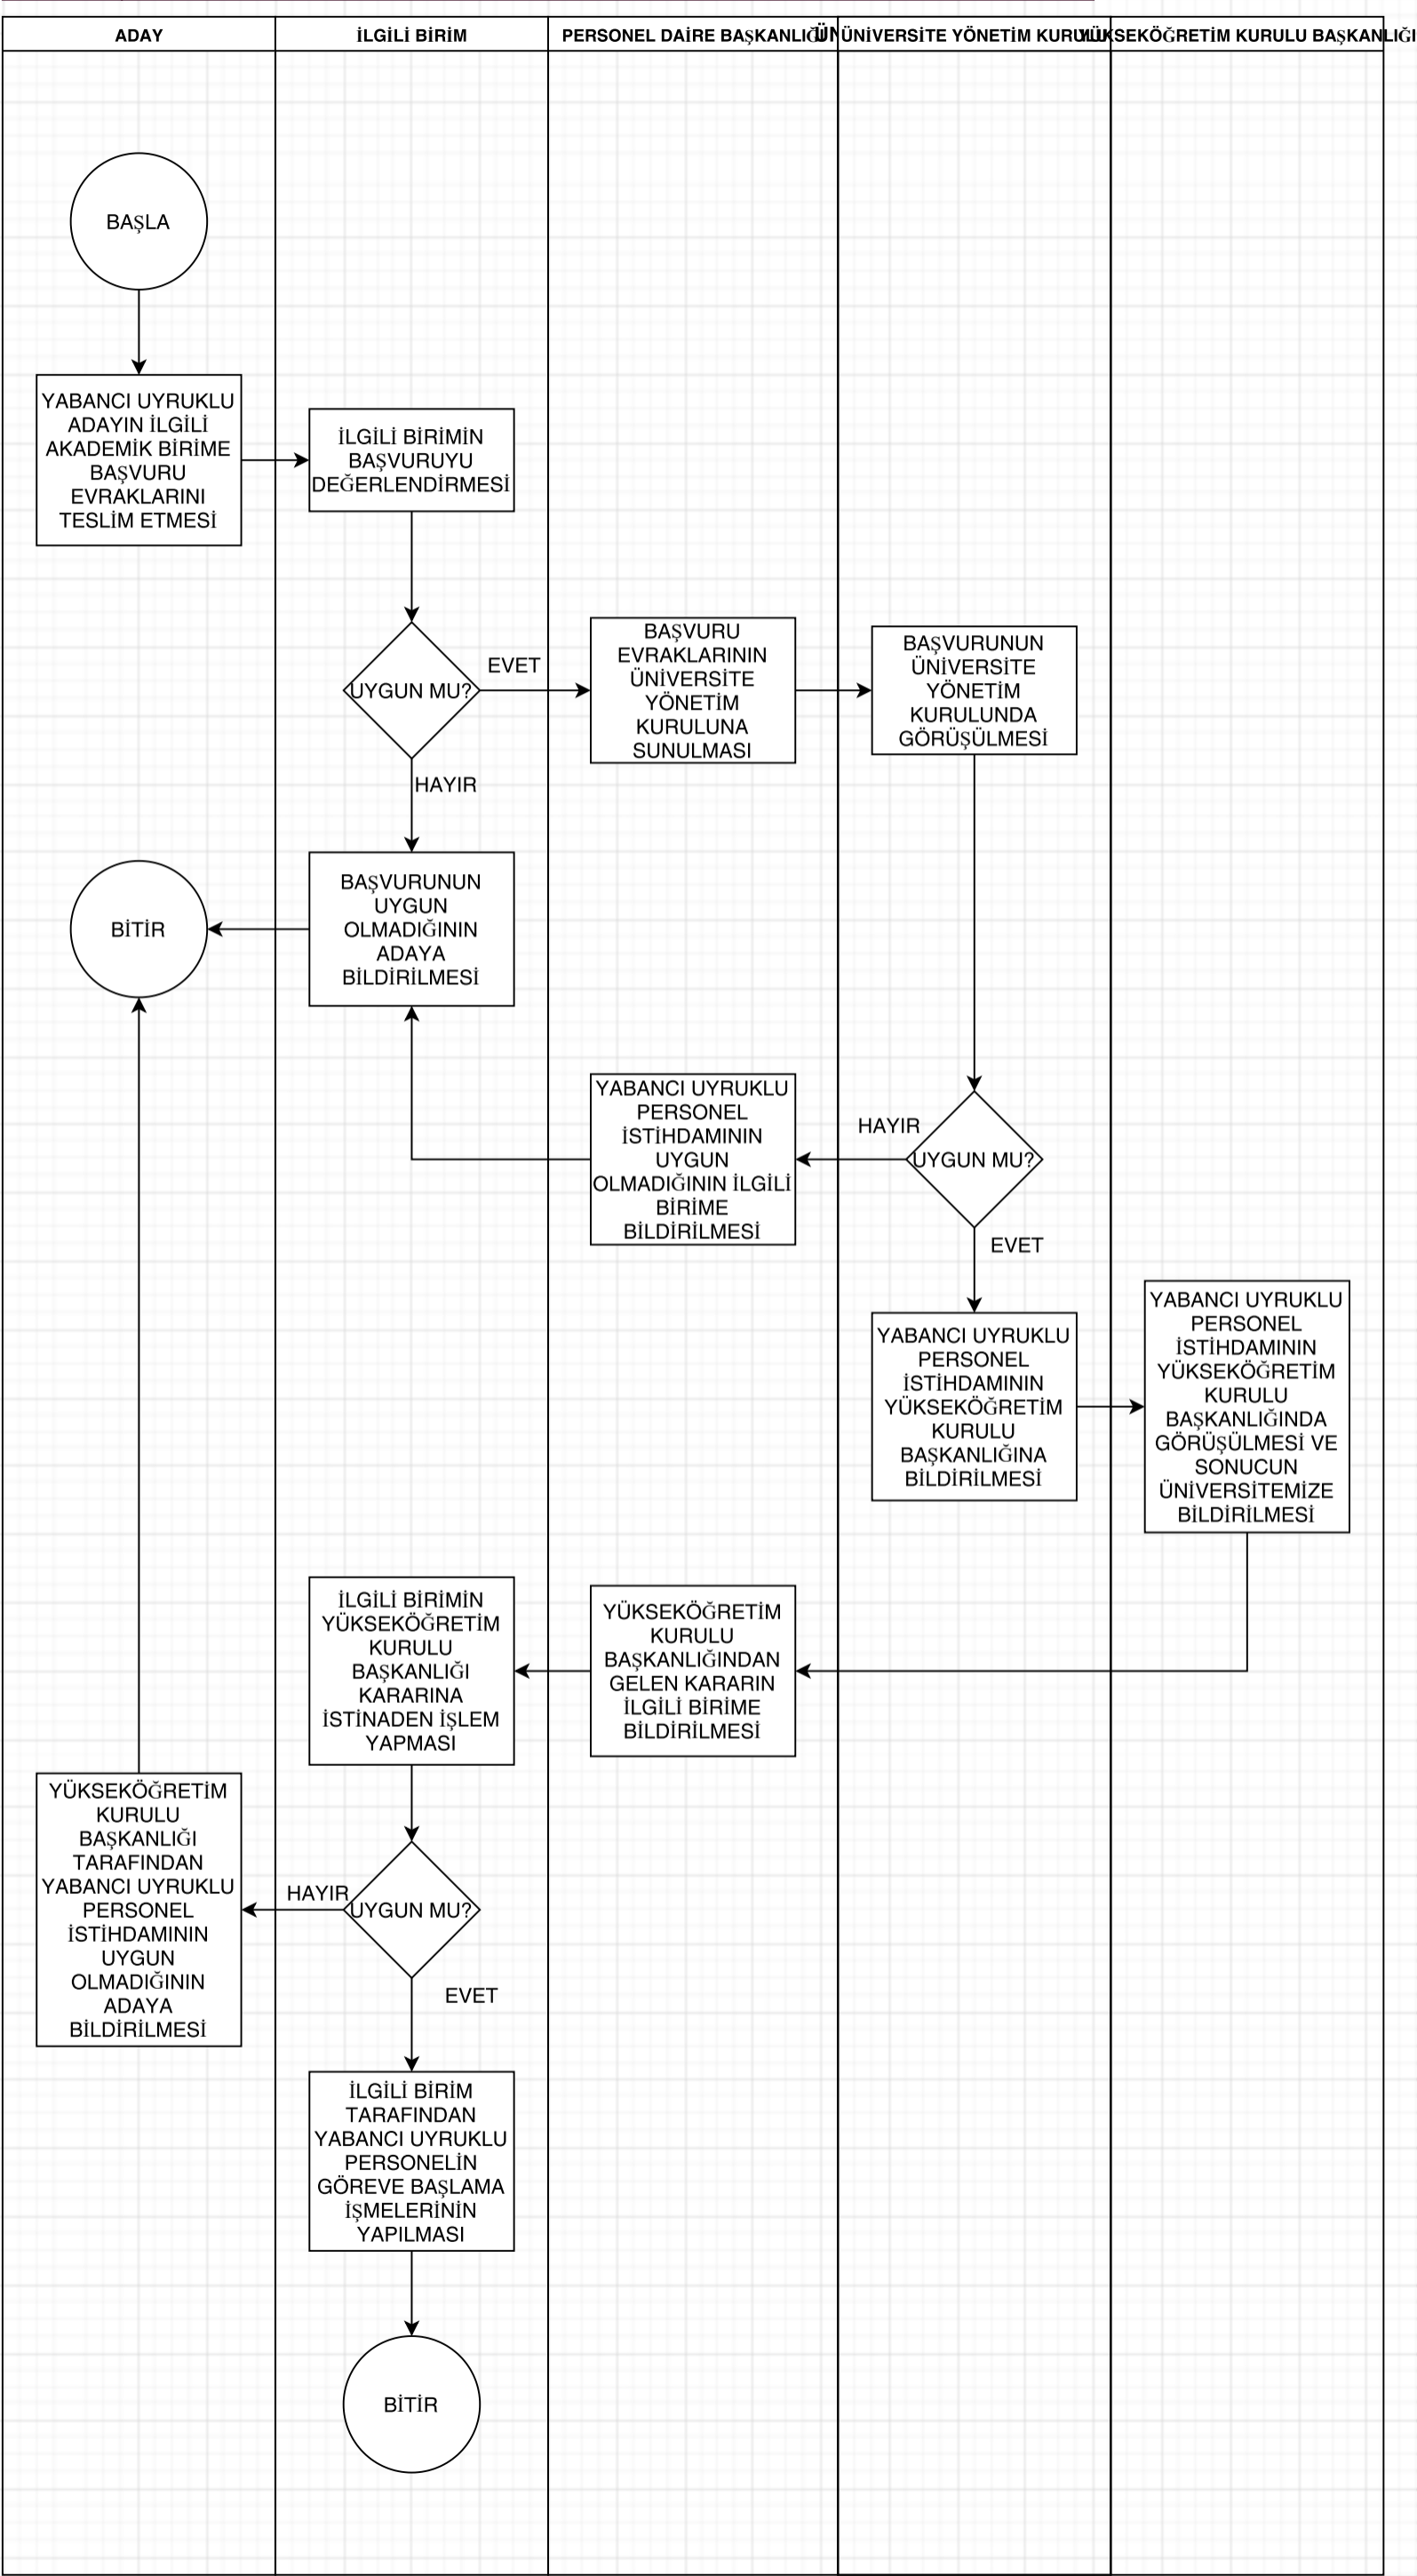 ADAY
İLGİLİ BİRİM
PERSONEL DAİRE BAŞKANLIĞI
ÜNİVERSİTE YÖNETİM KURULU
YÜKSEKÖĞRETİM KURULU BAŞKANLIĞI
BAŞLA
YABANCI UYRUKLU
ADAYIN İLGİLİ
AKADEMİK BİRİME
BAŞVURU
EVRAKLARINI
TESLİM ETMESİ
İLGİLİ BİRİMİN
BAŞVURUYU
DEĞERLENDİRMESİ
UYGUN MU?
EVET
BAŞVURU
EVRAKLARININ
ÜNİVERSİTE
YÖNETİM
KURULUNA
SUNULMASI
BAŞVURUNUN
ÜNİVERSİTE
YÖNETİM
KURULUNDA
GÖRÜŞÜLMESİ
HAYIR
BİTİR
BAŞVURUNUN
UYGUN
OLMADIĞININ
ADAYA
BİLDİRİLMESİ
YABANCI UYRUKLU
PERSONEL
İSTİHDAMININ
UYGUN
OLMADIĞININ İLGİLİ
BİRİME
BİLDİRİLMESİ
HAYIR
UYGUN MU?
EVET
YABANCI UYRUKLU
PERSONEL
İSTİHDAMININ
YÜKSEKÖĞRETİM
KURULU
BAŞKANLIĞINA
BİLDİRİLMESİ
YABANCI UYRUKLU
PERSONEL
İSTİHDAMININ
YÜKSEKÖĞRETİM
KURULU
BAŞKANLIĞINDA
GÖRÜŞÜLMESİ VE
SONUCUN
ÜNİVERSİTEMİZE
BİLDİRİLMESİ
İLGİLİ BİRİMİN
YÜKSEKÖĞRETİM
KURULU
BAŞKANLIĞI
KARARINA
İSTİNADEN İŞLEM
YAPMASI
YÜKSEKÖĞRETİM
KURULU
BAŞKANLIĞINDAN
GELEN KARARIN
İLGİLİ BİRİME
BİLDİRİLMESİ
YÜKSEKÖĞRETİM
KURULU
BAŞKANLIĞI
TARAFINDAN
YABANCI UYRUKLU
PERSONEL
İSTİHDAMININ
UYGUN
OLMADIĞININ
ADAYA
BİLDİRİLMESİ
HAYIR
UYGUN MU?
EVET
İLGİLİ BİRİM
TARAFINDAN
YABANCI UYRUKLU
PERSONELİN
GÖREVE BAŞLAMA
İŞMELERİNİN
YAPILMASI
BİTİR